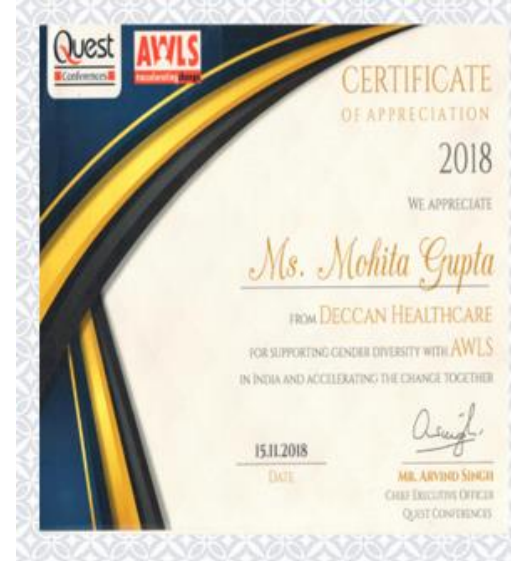 Quest
Conferences
AWLS
CERTIFICATE
OF APPRECIATION
2018
WE APPRECIATE
Ms. Mohita Gupta
FROM DECCAN HEALTHCARE
FOR SUPPORTING GENDER DIVERSITY WITH AWLS
IN INDIA AND ACCELERATING THE CHANGE TOGETHER
15.11.2018
DATE
MR. ARVIND SINGH
CHIEF EXECUTIVE OFFICER
QUEST CONFERENCES